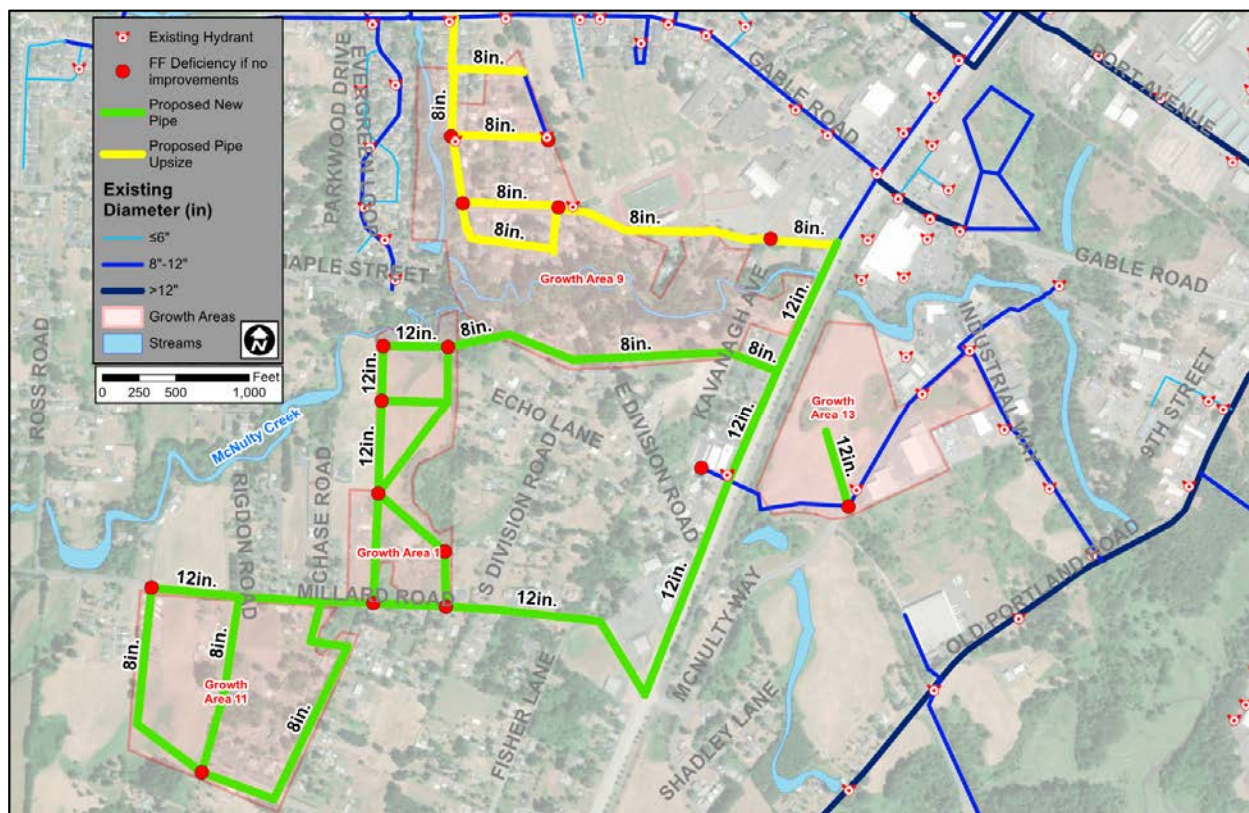 Existing Hydrant
FF Deficiency if no
improvements
Proposed New
Pipe
Proposed Pipe
Upsize
Existing
Diameter (in)
≤6"
8"-12"
>12"
Growth Areas
Streams
N
Feet
0 250 500 1,000
PARKWOOD DRIVE
EVERGREEN LOOP
8in.
8in.
8in.
8in.
8in.
8in.
GABLE ROAD
PORT AVENUE
GABLE ROAD
MAPLE STREET
Growth Area 9
KAVANAGH AVE
12in.
INDUSTRIAL WAY
9TH STREET
ROSS ROAD
McNulty Creek
RIGDON ROAD
CHASE ROAD
12in.
8in.
8in.
8in.
12in.
12in.
ECHO LANE
E DIVISION ROAD
S DIVISION ROAD
12in.
Growth
Area 13
12in.
Growth Area 1
12in.
MILLARD ROAD
12in.
12in.
MCNULTY WAY
OLD PORTLAND ROAD
8in.
8in.
Growth
Area 11
8in.
FISHER LANE
SHADLEY LANE